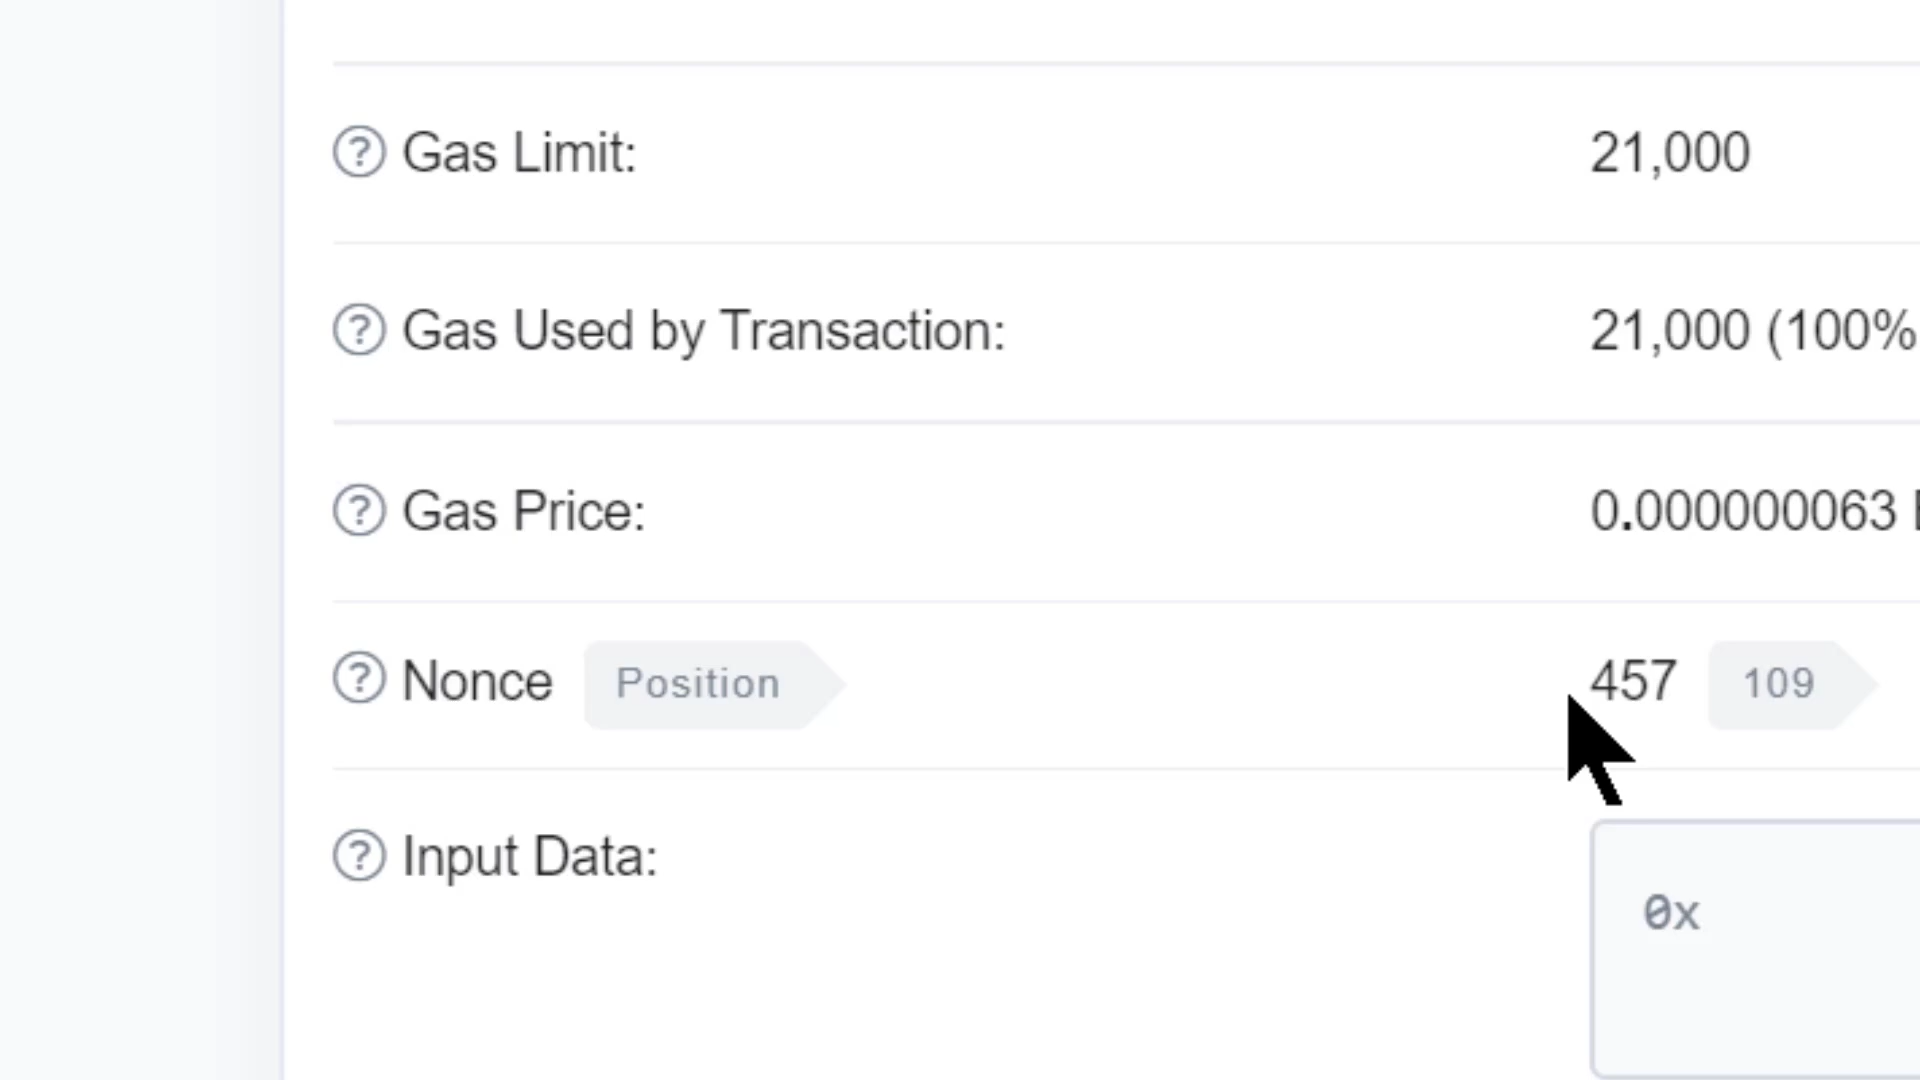 Gas Limit: 21,000
Gas Used by Transaction: 21,000 (100%
Gas Price: 0.000000063
Nonce Position 457 109
Input Data:
0x